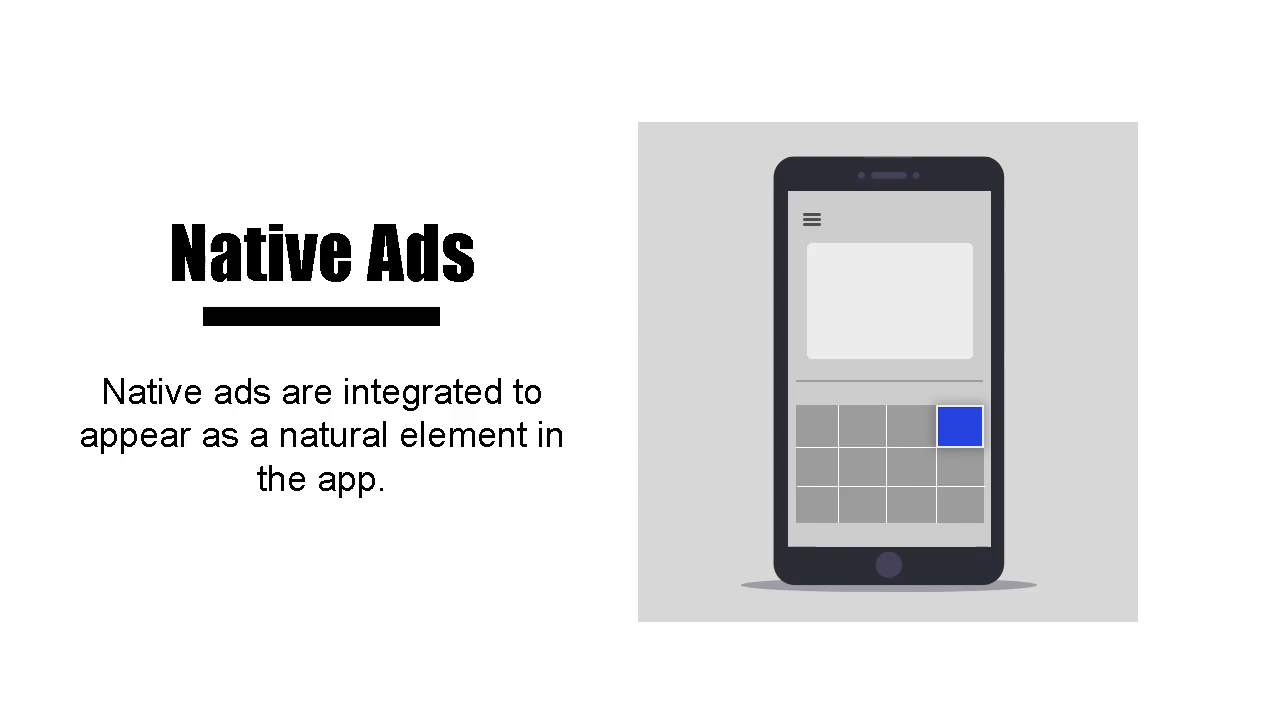 Native Ads
Native ads are integrated to
appear as a natural element in
the app.